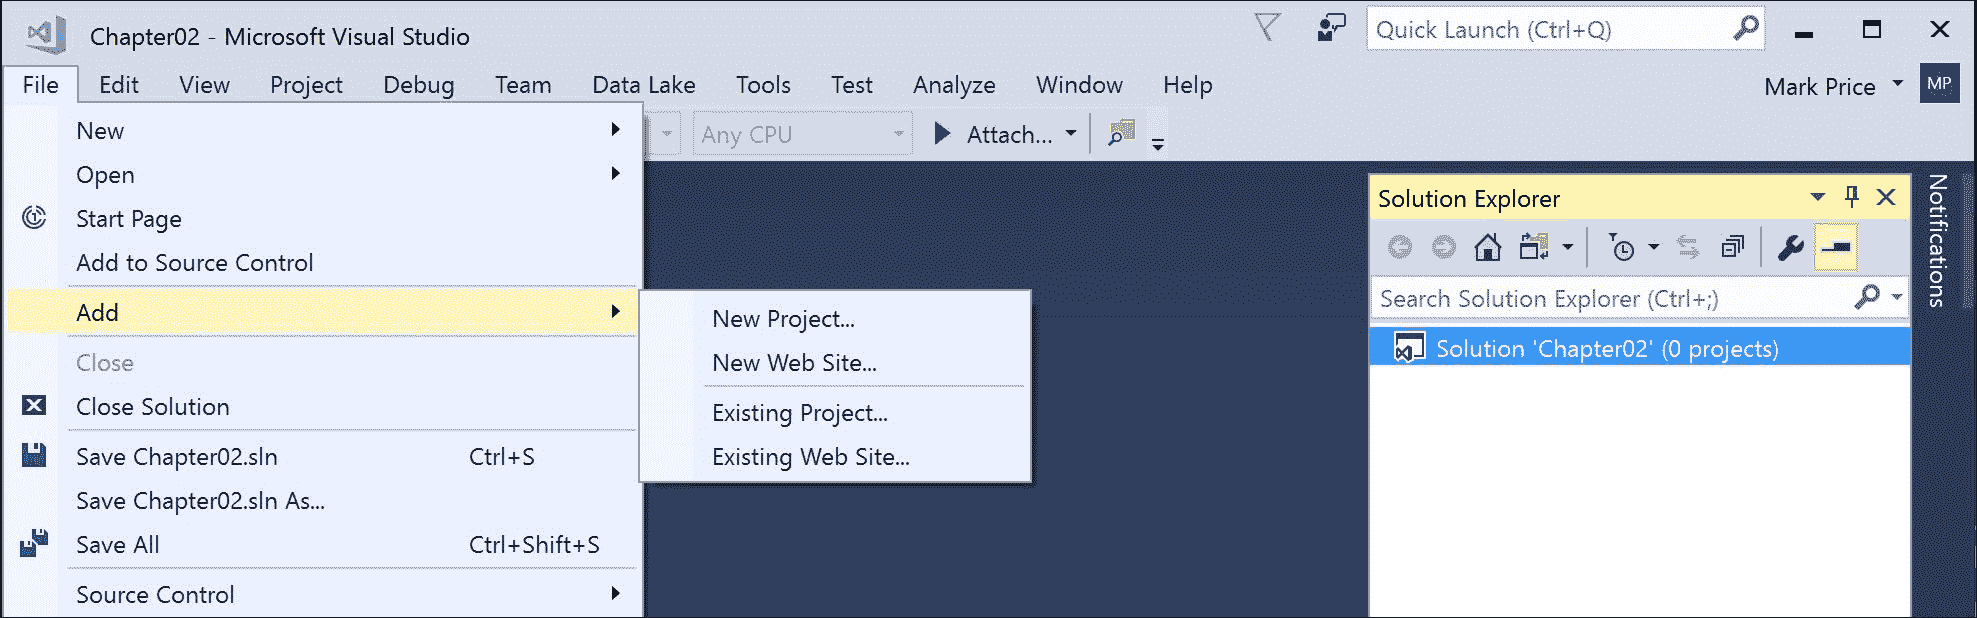 Chapter02 - Microsoft Visual Studio
Quick Launch (Ctrl+Q)
File Edit View Project Debug Team Data Lake Tools Test Analyze Window Help
Mark Price
MP
Any CPU
Attach...
New
Open
Start Page
Add to Source Control
Add
Close
Close Solution
Save Chapter02.sln Ctrl+S
Save Chapter02.sln As...
Save All Ctrl+Shift+S
Source Control
New Project...
New Web Site...
Existing Project...
Existing Web Site...
Solution Explorer
Search Solution Explorer (Ctrl+;)
Solution 'Chapter02' (0 projects)
Notifications